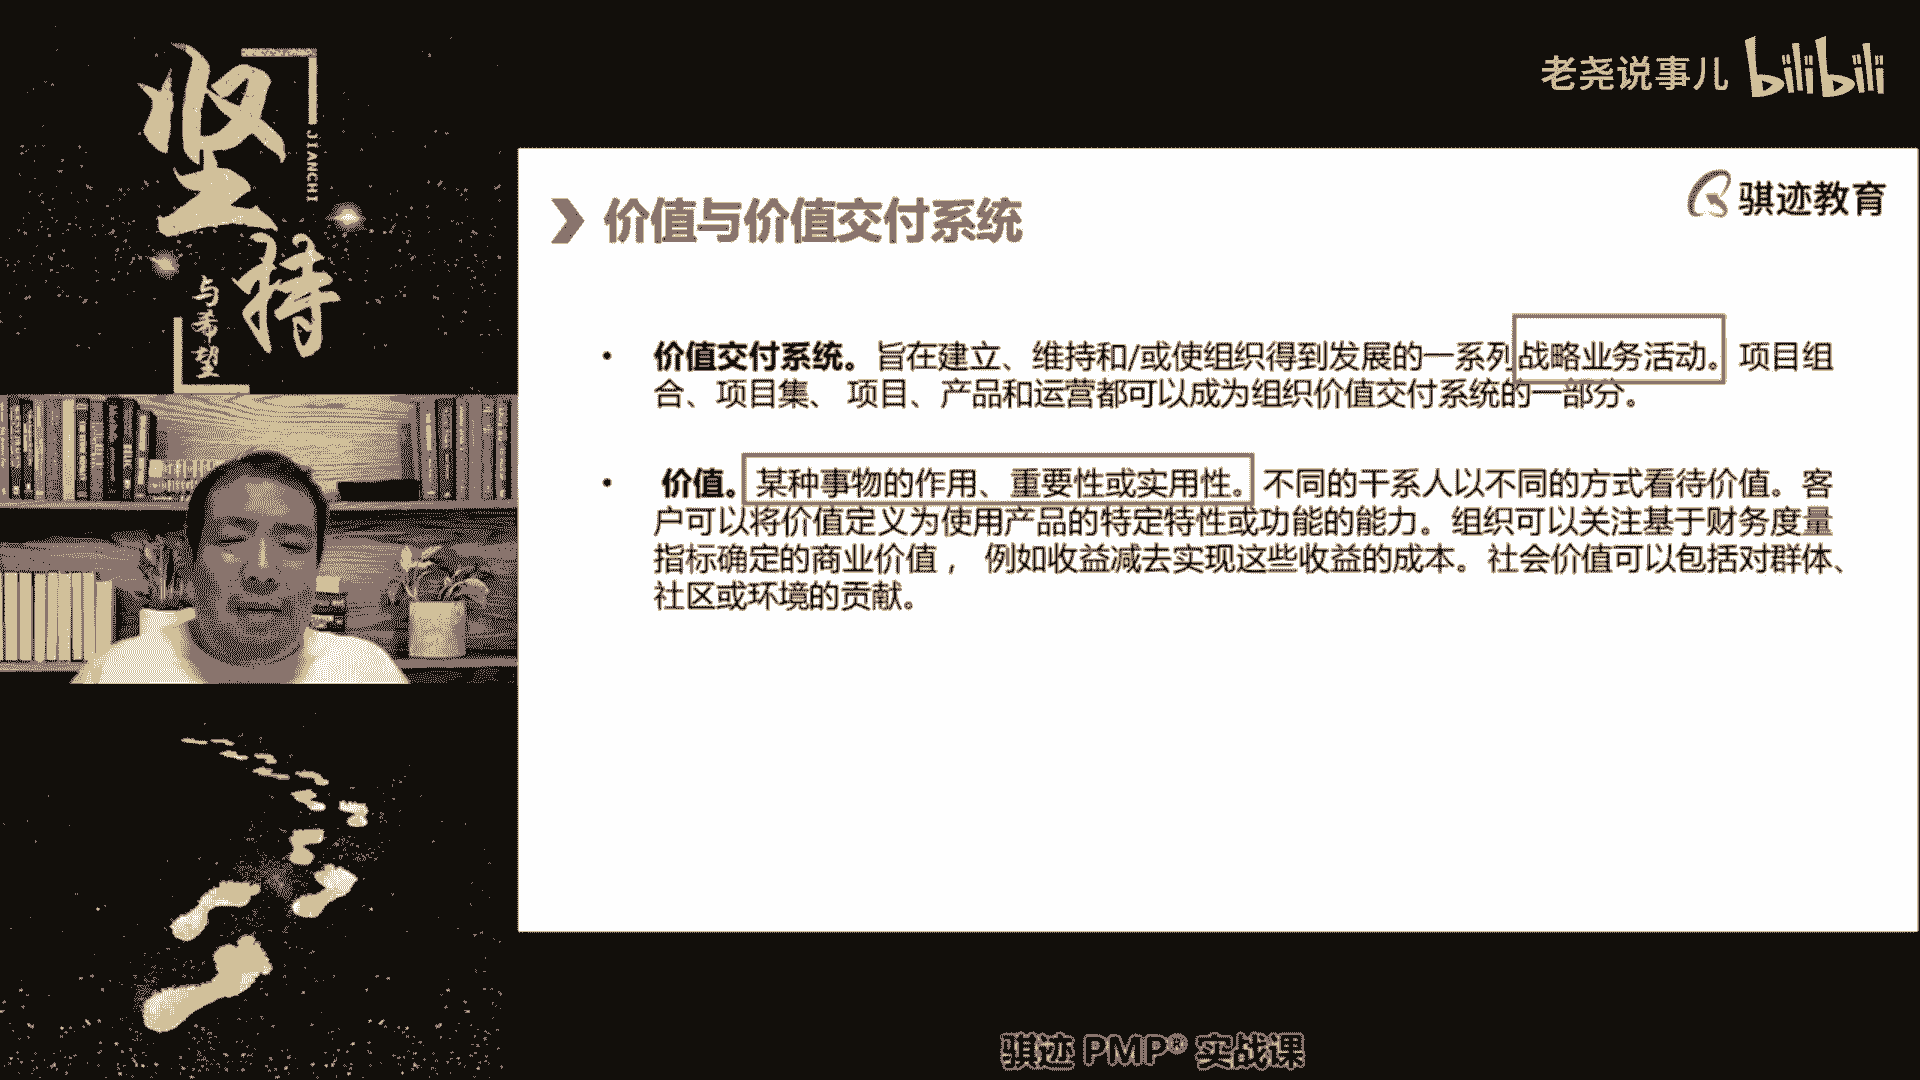 坚持
JIANCHI
与希望
老尧说事儿 bilibili
骐迹教育
价值与价值交付系统
• 价值交付系统。旨在建立、维持和/或使组织得到发展的一系列战略业务活动。项目组
合、项目集、 项目、产品和运营都可以成为组织价值交付系统的一部分。
• 价值。某种事物的作用、重要性或实用性。不同的干系人以不同的方式看待价值。客
户可以将价值定义为使用产品的特定特性或功能的能力。组织可以关注基于财务度量
指标确定的商业价值， 例如收益减去实现这些收益的成本。社会价值可以包括对群体、
社区或环境的贡献。
骐迹 PMP® 实战课